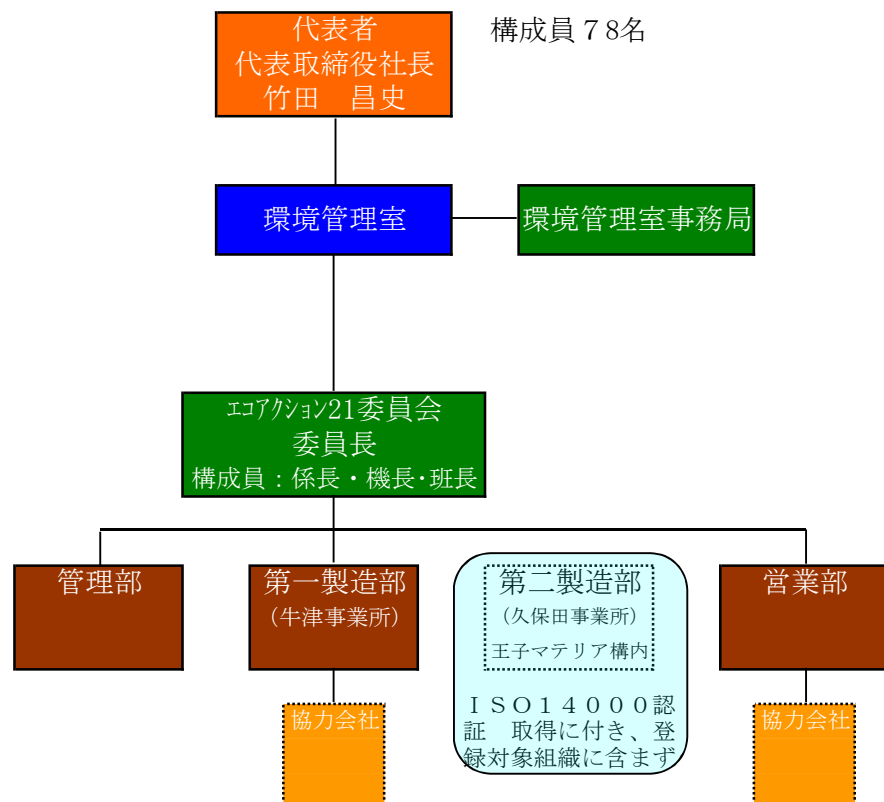 代表者
代表取締役社長
竹田　昌史
構成員７８名
環境管理室
環境管理室事務局
ｴｺｱｸｼｮﾝ21委員会
委員長
構成員：係長・機長･班長
管理部
第一製造部
（牛津事業所）
第二製造部
（久保田事業所）
王子マテリア構内
ＩＳＯ１４０００認
証　取得に付き、登
録対象組織に含まず
営業部
協力会社
協力会社